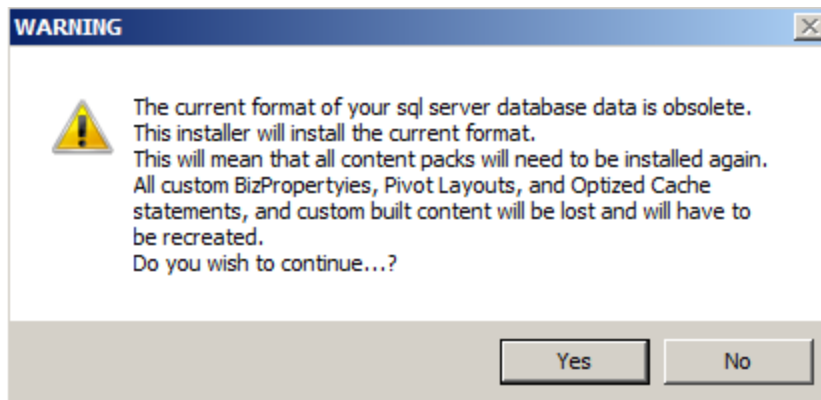 WARNING
The current format of your sql server database data is obsolete.
This installer will install the current format.
This will mean that all content packs will need to be installed again.
All custom BizPropertyies, Pivot Layouts, and Optized Cache
statements, and custom built content will be lost and will have to
be recreated.
Do you wish to continue...?
Yes
No